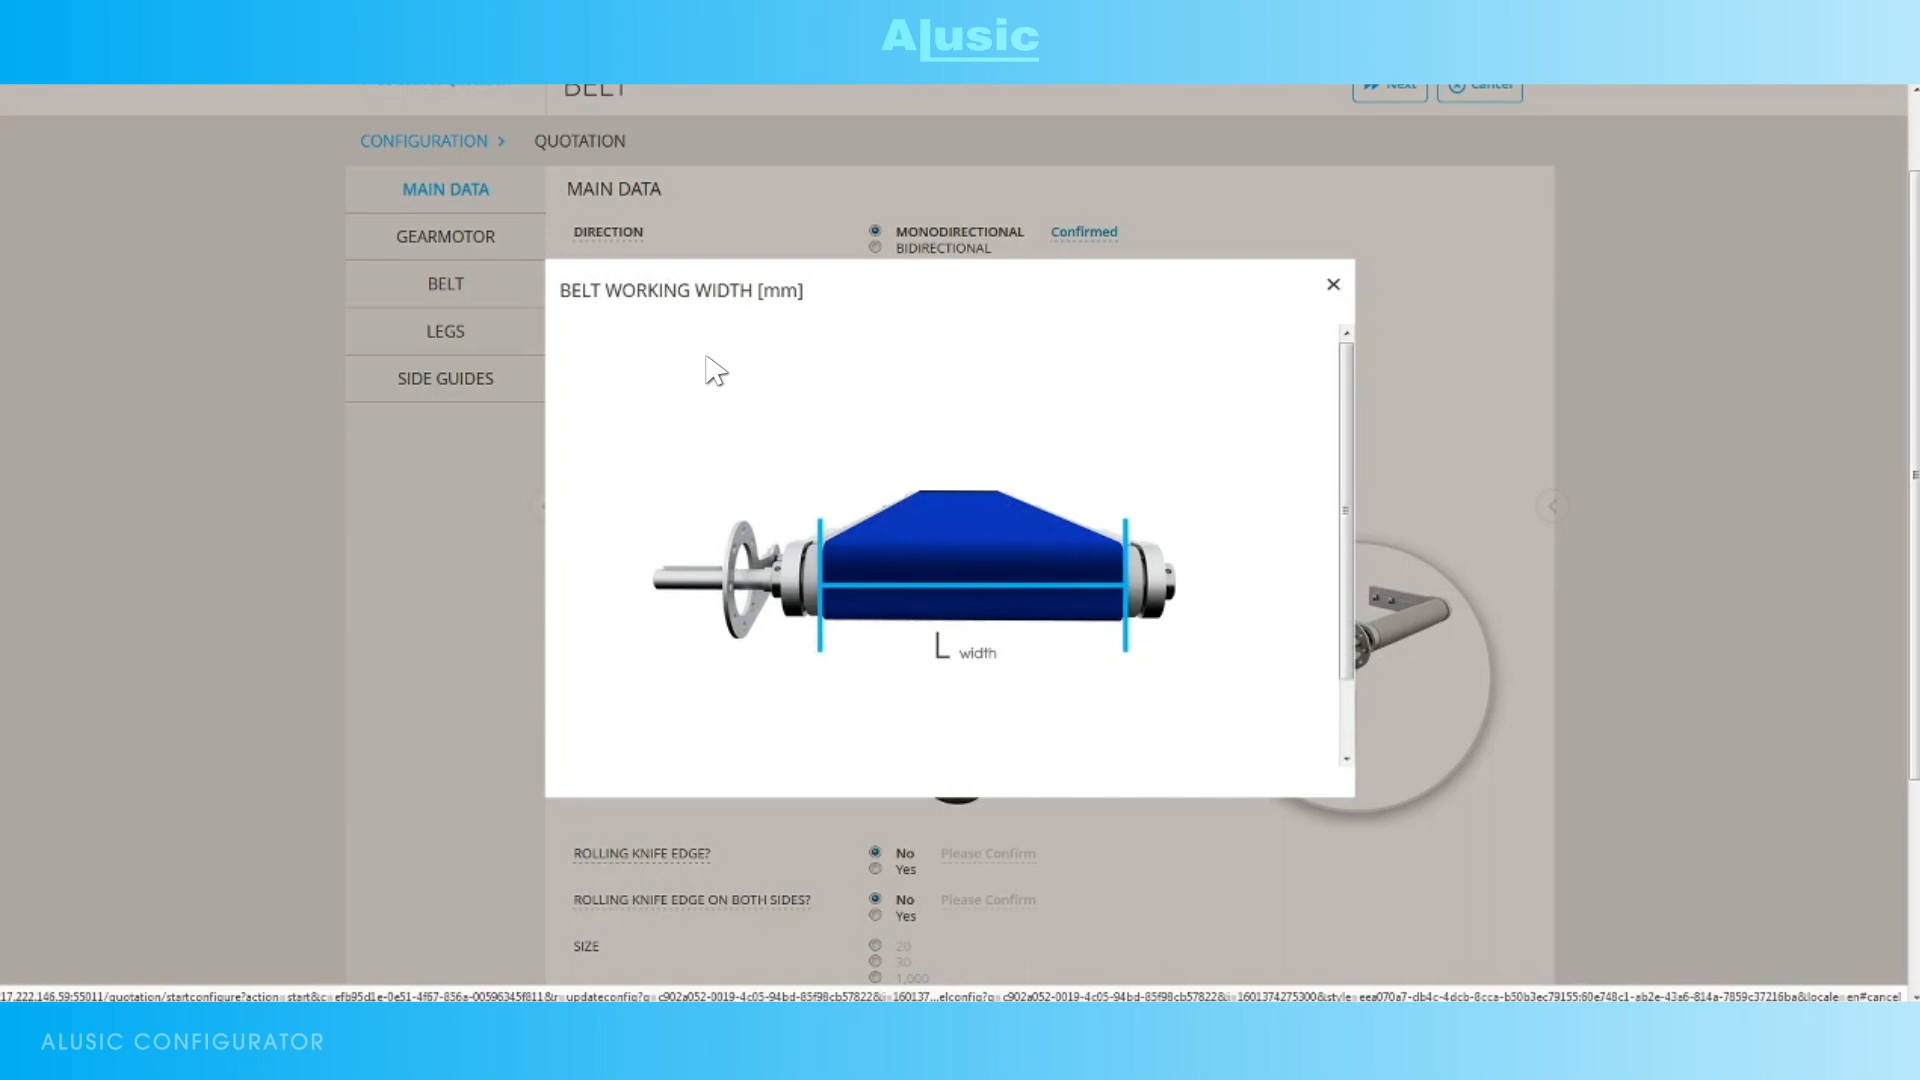 Alusic
BELT
Next
Cancel
CONFIGURATION >
QUOTATION
MAIN DATA
GEARMOTOR
BELT
LEGS
SIDE GUIDES
MAIN DATA
DIRECTION
MONODIRECTIONAL
Confirmed
BIDIRECTIONAL
BELT WORKING WIDTH [mm]
L width
ROLLING KNIFE EDGE?
No
Please Confirm
Yes
ROLLING KNIFE EDGE ON BOTH SIDES?
No
Please Confirm
Yes
SIZE
20
30
1,000
ALUSIC CONFIGURATOR